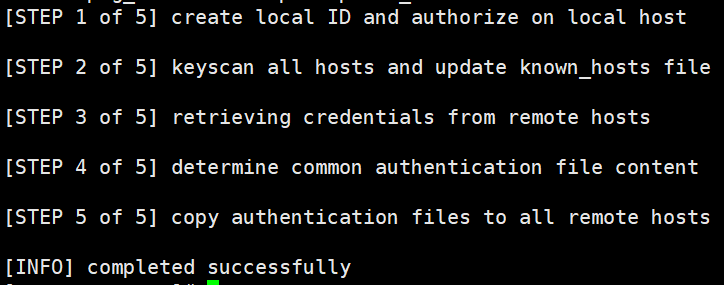 [STEP 1 of 5] create local ID and authorize on local host
[STEP 2 of 5] keyscan all hosts and update known_hosts file
[STEP 3 of 5] retrieving credentials from remote hosts
[STEP 4 of 5] determine common authentication file content
[STEP 5 of 5] copy authentication files to all remote hosts
[INFO] completed successfully